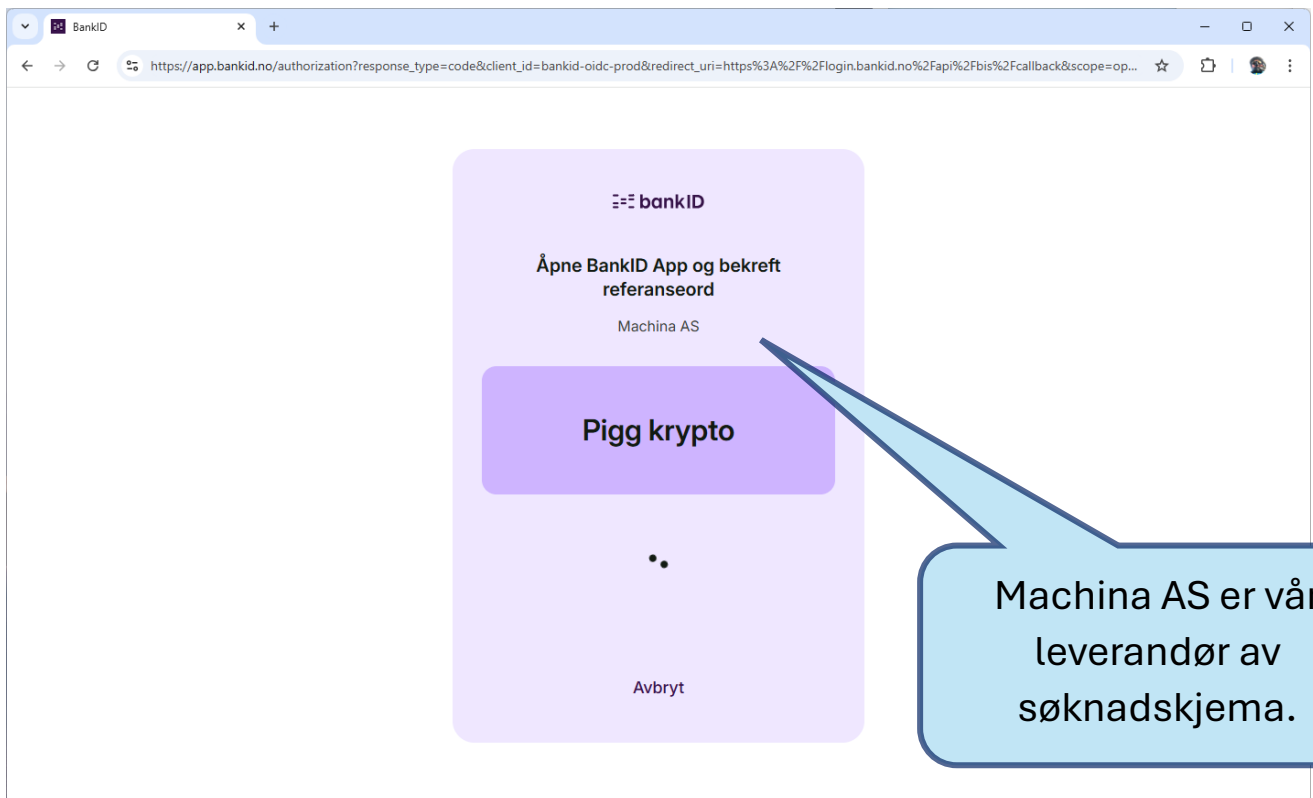 BankID
https://app.bankid.no/authorization?response_type=code&client_id=bankid-oidc-prod&redirect_uri=https%3A%2F%2Flogin.bankid.no%2Fapi%2Fbis%2Fcallback&scope=op...
bankID
Åpne BankID App og bekreft
referanseord
Machina AS
Pigg krypto
Avbryt
Machina AS er vår
leverandør av
søknadskjema.